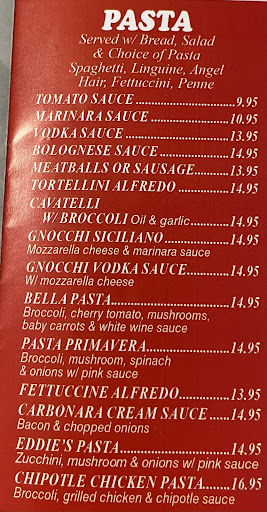 PASTA
Served w/ Bread, Salad
& Choice of Pasta
Spaghetti, Linguine, Angel
Hair, Fettuccini, Penne
TOMATO SAUCE.....................9.95
MARINARA SAUCE................10.95
VODKA SAUCE.......................13.95
BOLOGNESE SAUCE..............14.95
MEATBALLS OR SAUSAGE....13.95
TORTELLINI ALFREDO..........14.95
CAVATELLI
W/ BROCCOLI Oil & garlic........14.95
GNOCCHI SICILIANO.............14.95
Mozzarella cheese & marinara sauce
GNOCCHI VODKA SAUCE........14.95
W/ mozzarella cheese
BELLA PASTA..........................14.95
Broccoli, cherry tomato, mushrooms,
baby carrots & white wine sauce
PASTA PRIMAVERA.................14.95
Broccoli, mushroom, spinach
& onions w/ pink sauce
FETTUCCINE ALFREDO..........13.95
CARBONARA CREAM SAUCE....14.95
Bacon & chopped onions
EDDIE'S PASTA........................14.95
Zucchini, mushroom & onions w/ pink sauce
CHIPOTLE CHICKEN PASTA......16.95
Broccoli, grilled chicken & chipotle sauce